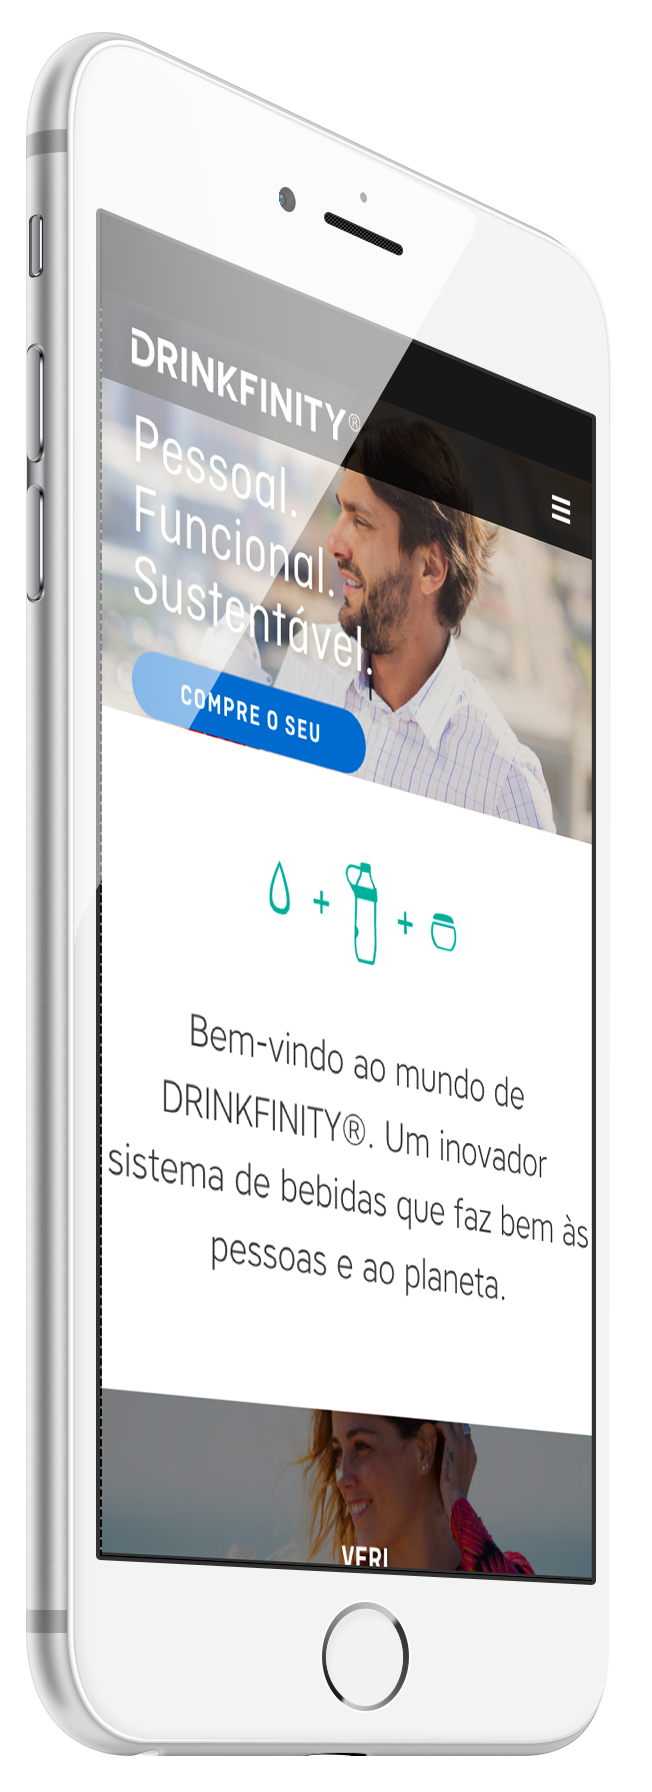 DRINKFINITY®
Pessoal.
Funcional.
Sustentável.
COMPRE O SEU
+ +
Bem-vindo ao mundo de
DRINKFINITY®. Um inovador
sistema de bebidas que faz bem às
pessoas e ao planeta.